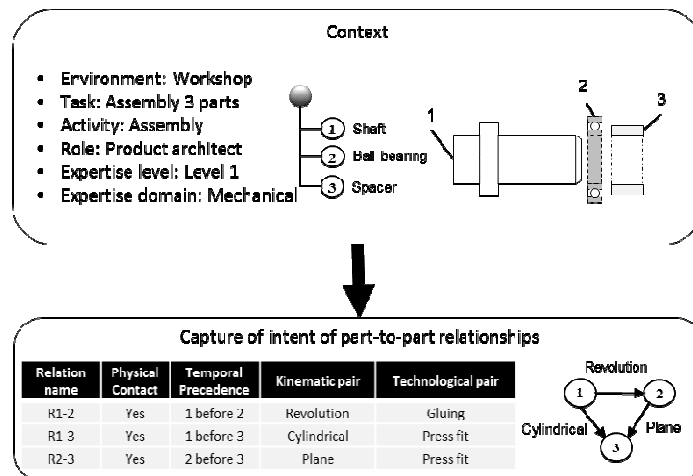 Context
• Environment: Workshop
• Task: Assembly 3 parts
• Activity: Assembly
• Role: Product architect
• Expertise level: Level 1
• Expertise domain: Mechanical
1 Shaft
2 Ball bearing
3 Spacer
1
2
3
Capture of intent of part-to-part relationships
Relation name Physical Contact Temporal Precedence Kinematic pair Technological pair
R1-2 Yes 1 before 2 Revolution Gluing
R1-3 Yes 1 before 3 Cylindrical Press fit
R2-3 Yes 2 before 3 Plane Press fit
Revolution
1 2
Cylindrical Plane
3